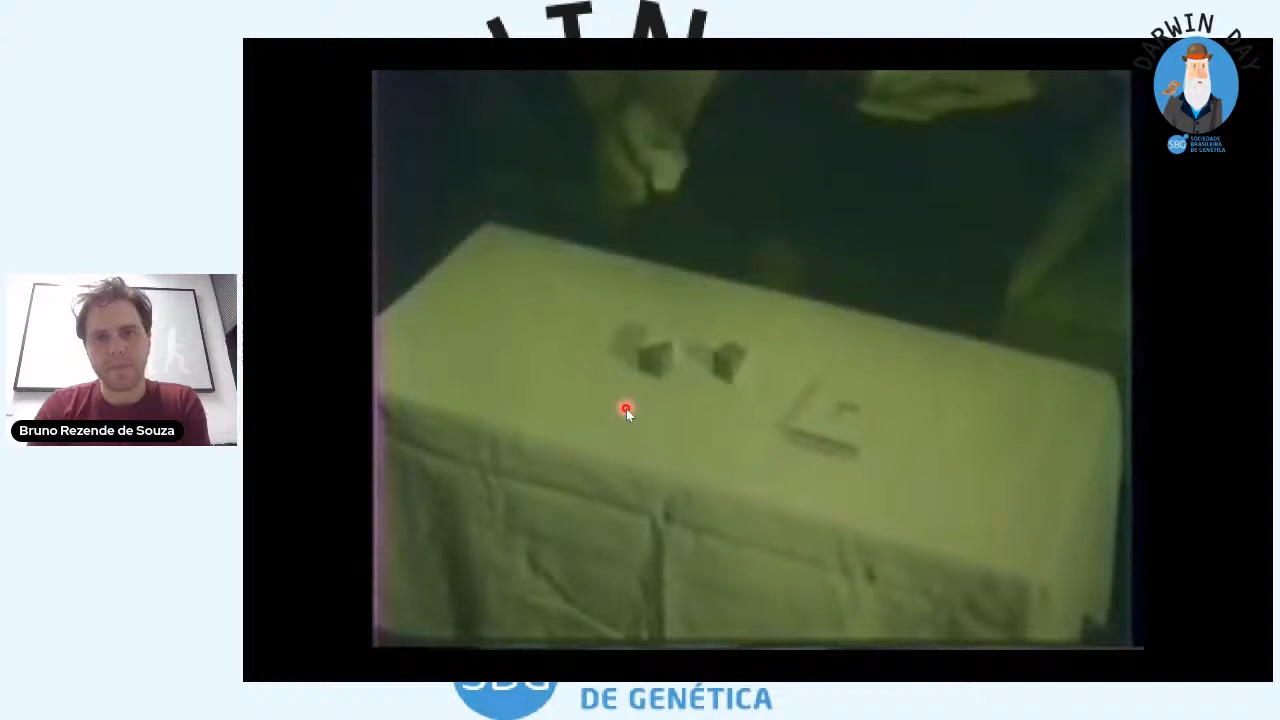 DARWIN DAY
SBG SOCIEDADE
BRASILEIRA
DE GENÉTICA
Bruno Rezende de Souza
DE GENÉTICA